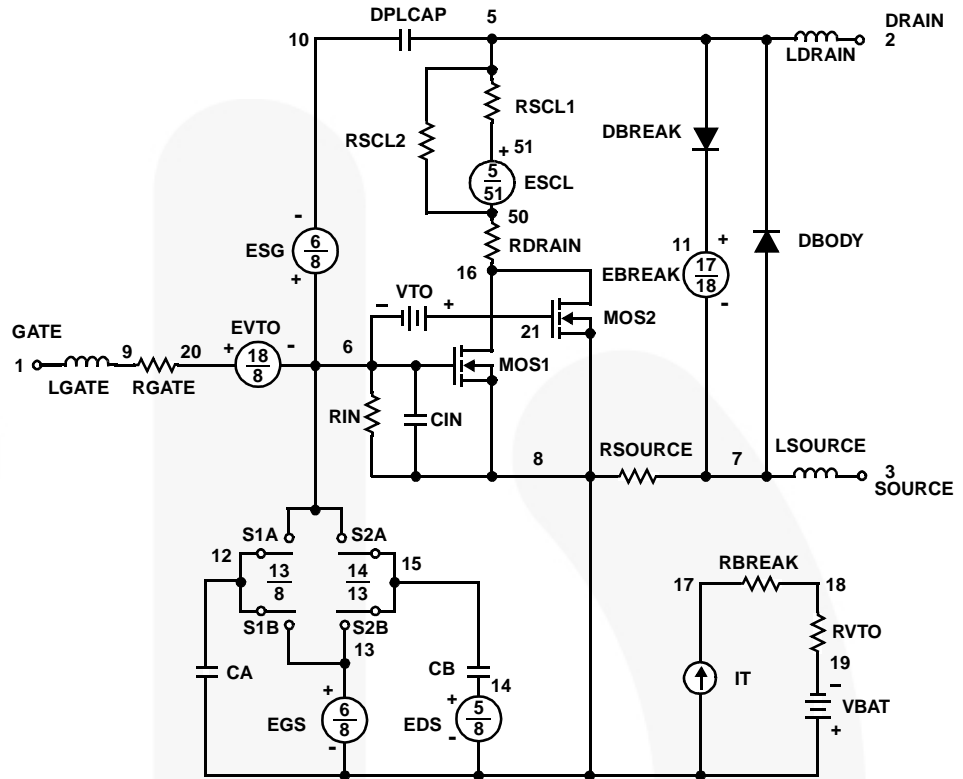 DPLCAP 5 DRAIN
10 2
LDRAIN
RSCL1
RSCL2 DBREAK
+ 51
5
51 ESCL
50
-
ESG 6
8
+
RDRAIN
11 +
EBREAK 17
18
-
DBODY
16
VTO
- +
21 MOS2
GATE
1 9 20 EVTO
+ 18
8 -
6
LGATE RGATE
MOS1
RIN CIN
8 RSOURCE 7 LSOURCE
3
SOURCE
S1A S2A
12 13
8 14
13 15
S1B S2B
13
CA CB
14
+ +
EGS 6
8 EDS 5
8
- -
RBREAK
17 18
RVTO
19
IT -
VBAT
+